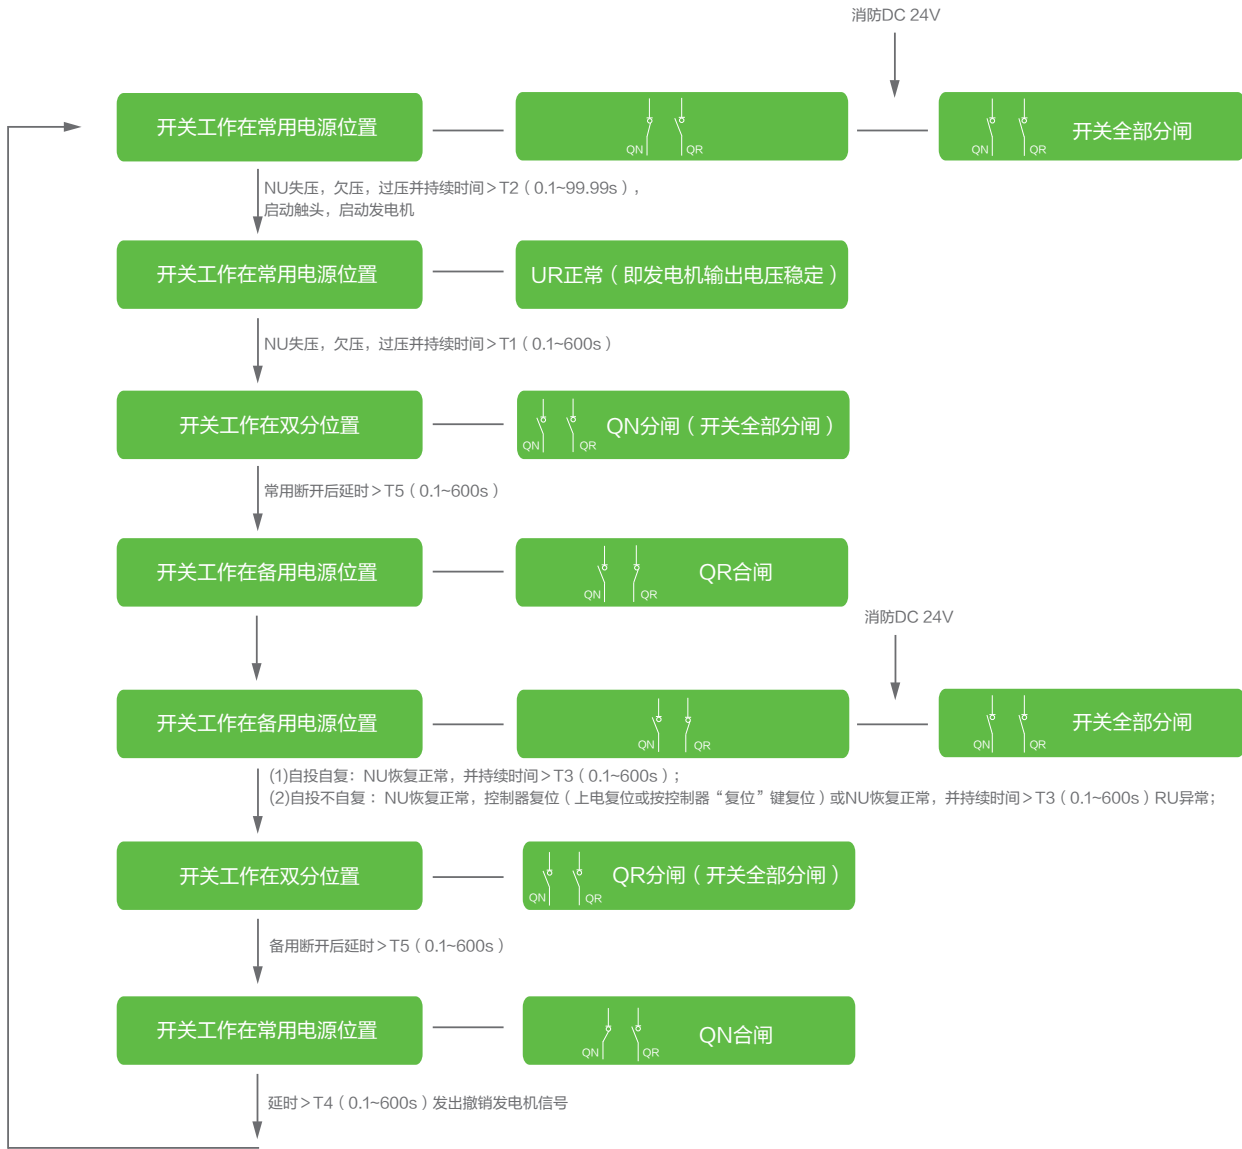 消防DC 24V
开关工作在常用电源位置
QN
QR
QN
QR
开关全部分闸
NU失压，欠压，过压并持续时间＞T2（0.1~99.99s），
启动触头，启动发电机
开关工作在常用电源位置
UR正常（即发电机输出电压稳定）
NU失压，欠压，过压并持续时间＞T1（0.1~600s）
开关工作在双分位置
QN
QR
QN分闸（开关全部分闸）
常用断开后延时＞T5（0.1~600s）
开关工作在备用电源位置
QN
QR
QR合闸
消防DC 24V
开关工作在备用电源位置
QN
QR
QN
QR
开关全部分闸
(1)自投自复：NU恢复正常，并持续时间＞T3（0.1~600s）；
(2)自投不自复：NU恢复正常，控制器复位（上电复位或按控制器“复位”键复位）或NU恢复正常，并持续时间＞T3（0.1~600s）RU异常；
开关工作在双分位置
QN
QR
QR分闸（开关全部分闸）
备用断开后延时＞T5（0.1~600s）
开关工作在常用电源位置
QN
QR
QN合闸
延时＞T4（0.1~600s）发出撤销发电机信号